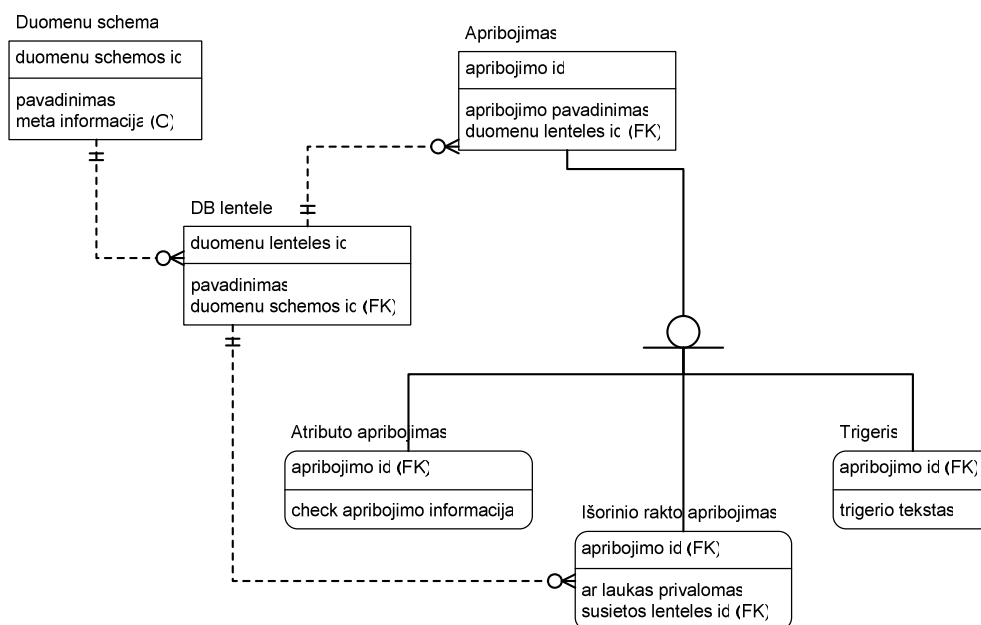 Duomenu schema
duomenu schemos id
pavadinimas
meta informacija (C)
Apribojimas
apribojimo id
apribojimo pavadinimas
duomenu lenteles id (FK)
DB lentele
duomenu lenteles id
pavadinimas
duomenu schemos id (FK)
Atributo apribojimas
apribojimo id (FK)
check apribojimo informacija
Išorinio rakto apribojimas
apribojimo id (FK)
ar laukas privalomas
susietos lenteles id (FK)
Trigeris
apribojimo id (FK)
trigerio tekstas